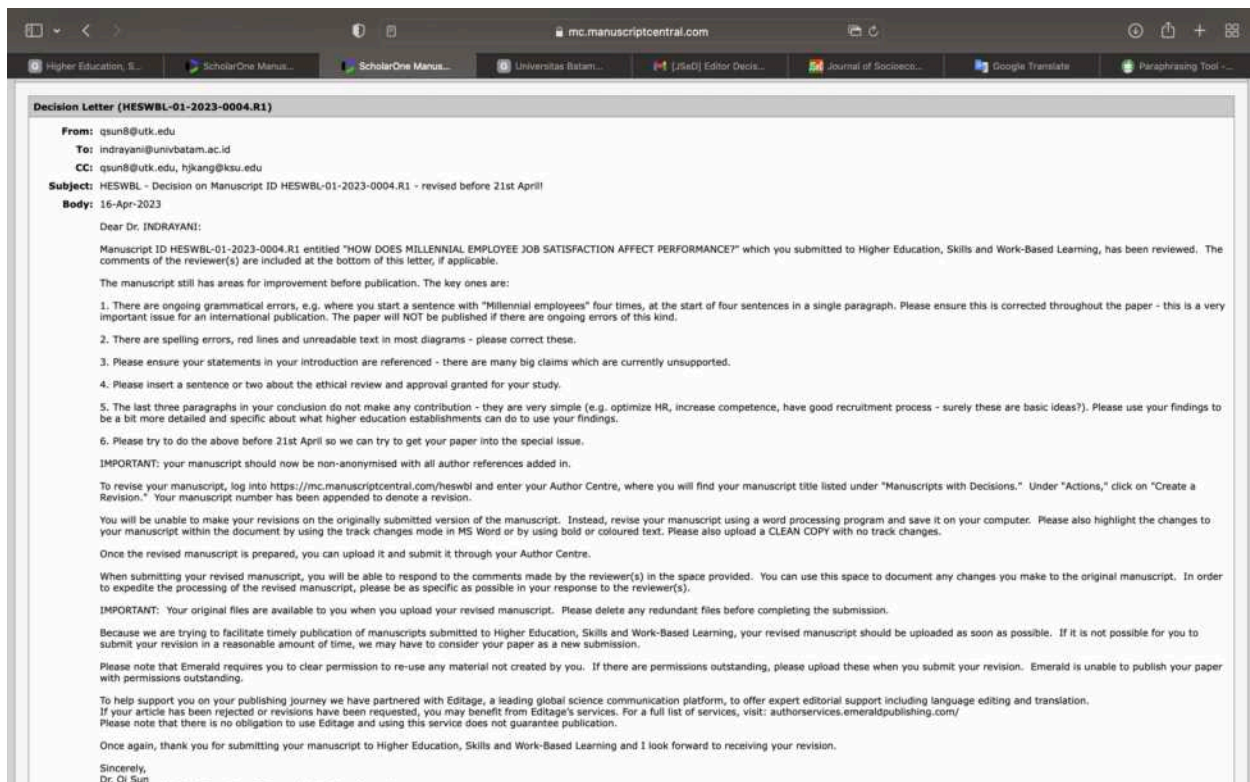 mc.manuscriptcentral.com
Higher Education, S...
ScholarOne Manus...
ScholarOne Manus...
Universitas Batam...
[JSeD] Editor Decis...
Journal of Socioeco...
Google Translate
Paraphrasing Tool -...
Decision Letter (HESWBL-01-2023-0004.R1)
From: qsun8@utk.edu
To: indrayani@univbatam.ac.id
CC: qsun8@utk.edu, hjkang@ksu.edu
Subject: HESWBL - Decision on Manuscript ID HESWBL-01-2023-0004.R1 - revised before 21st April!
Body: 16-Apr-2023
Dear Dr. INDRAYANI:
Manuscript ID HESWBL-01-2023-0004.R1 entitled "HOW DOES MILLENNIAL EMPLOYEE JOB SATISFACTION AFFECT PERFORMANCE?" which you submitted to Higher Education, Skills and Work-Based Learning, has been reviewed. The
comments of the reviewer(s) are included at the bottom of this letter, if applicable.
The manuscript still has areas for improvement before publication. The key ones are:
1. There are ongoing grammatical errors, e.g. where you start a sentence with "Millennial employees" four times, at the start of four sentences in a single paragraph. Please ensure this is corrected throughout the paper - this is a very
important issue for an international publication. The paper will NOT be published if there are ongoing errors of this kind.
2. There are spelling errors, red lines and unreadable text in most diagrams - please correct these.
3. Please ensure your statements in your introduction are referenced - there are many big claims which are currently unsupported.
4. Please insert a sentence or two about the ethical review and approval granted for your study.
5. The last three paragraphs in your conclusion do not make any contribution - they are very simple (e.g. optimize HR, increase competence, have good recruitment process - surely these are basic ideas?). Please use your findings to
be a bit more detailed and specific about what higher education establishments can do to use your findings.
6. Please try to do the above before 21st April so we can try to get your paper into the special issue.
IMPORTANT: your manuscript should now be non-anonymised with all author references added in.
To revise your manuscript, log into https://mc.manuscriptcentral.com/heswbl and enter your Author Centre, where you will find your manuscript title listed under "Manuscripts with Decisions." Under "Actions," click on "Create a
Revision." Your manuscript number has been appended to denote a revision.
You will be unable to make your revisions on the originally submitted version of the manuscript. Instead, revise your manuscript using a word processing program and save it on your computer. Please also highlight the changes to
your manuscript within the document by using the track changes mode in MS Word or by using bold or coloured text. Please also upload a CLEAN COPY with no track changes.
Once the revised manuscript is prepared, you can upload it and submit it through your Author Centre.
When submitting your revised manuscript, you will be able to respond to the comments made by the reviewer(s) in the space provided. You can use this space to document any changes you make to the original manuscript. In order
to expedite the processing of the revised manuscript, please be as specific as possible in your response to the reviewer(s).
IMPORTANT: Your original files are available to you when you upload your revised manuscript. Please delete any redundant files before completing the submission.
Because we are trying to facilitate timely publication of manuscripts submitted to Higher Education, Skills and Work-Based Learning, your revised manuscript should be uploaded as soon as possible. If it is not possible for you to
submit your revision in a reasonable amount of time, we may have to consider your paper as a new submission.
Please note that Emerald requires you to clear permission to re-use any material not created by you. If there are permissions outstanding, please upload these when you submit your revision. Emerald is unable to publish your paper
with permissions outstanding.
To help support you on your publishing journey we have partnered with Editage, a leading global science communication platform, to offer expert editorial support including language editing and translation.
If your article has been rejected or revisions have been requested, you may benefit from Editage's services. For a full list of services, visit: authorservices.emeraldpublishing.com/
Please note that there is no obligation to use Editage and using this service does not guarantee publication.
Once again, thank you for submitting your manuscript to Higher Education, Skills and Work-Based Learning and I look forward to receiving your revision.
Sincerely,
Dr. Qi Sun